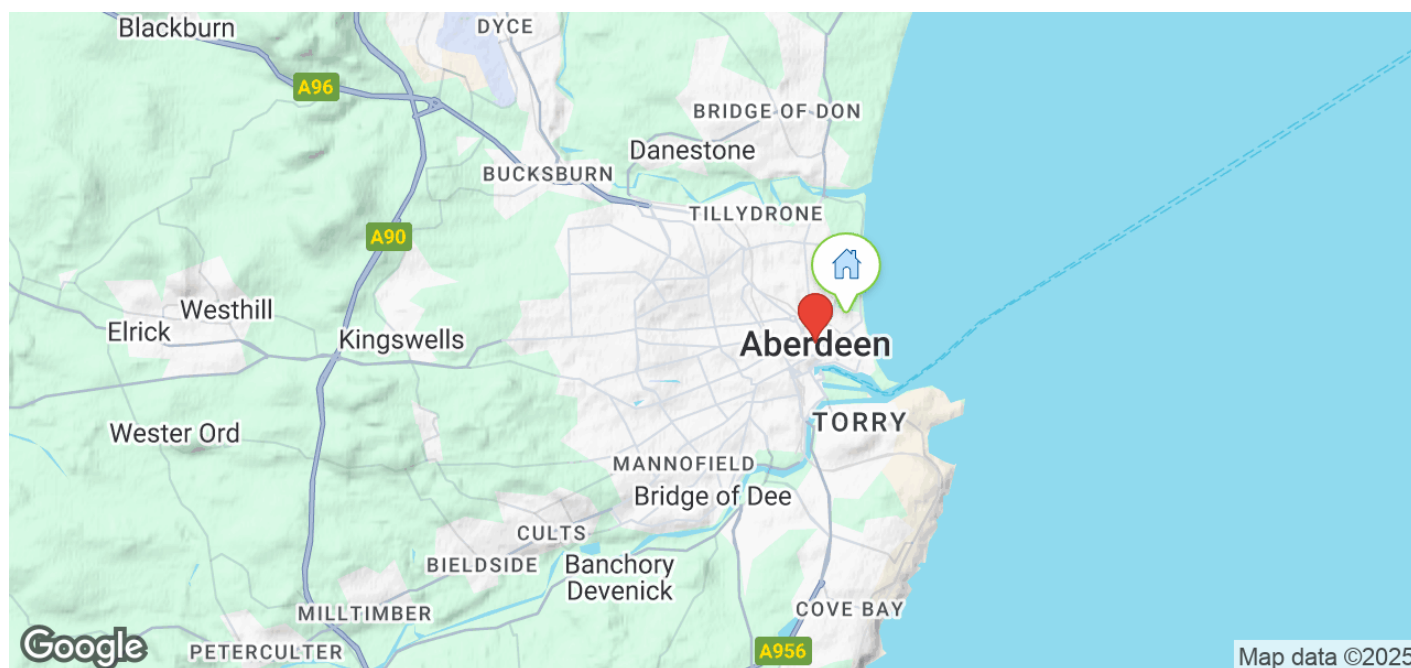 Blackburn
DYCE
A96
BRIDGE OF DON
Danestone
BUCKSBURN
TILLYDRONE
A90
Westhill
Elrick
Kingswells
Aberdeen
TORRY
Wester Ord
MANNOFIELD
Bridge of Dee
CULTS
BIELDSIDE
Banchory
Devenick
MILLTIMBER
COVE BAY
PETERCULTER
A956
Google
Map data ©2025